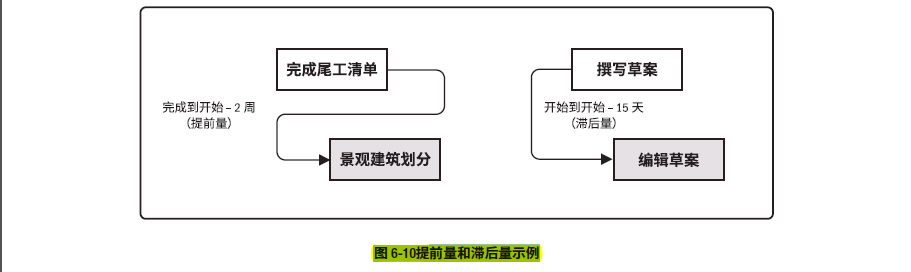 完成尾工清单
撰写草案
完成到开始 – 2 周
(提前量)
开始到开始 – 15 天
(滞后量)
景观建筑划分
编辑草案
图 6-10提前量和滞后量示例